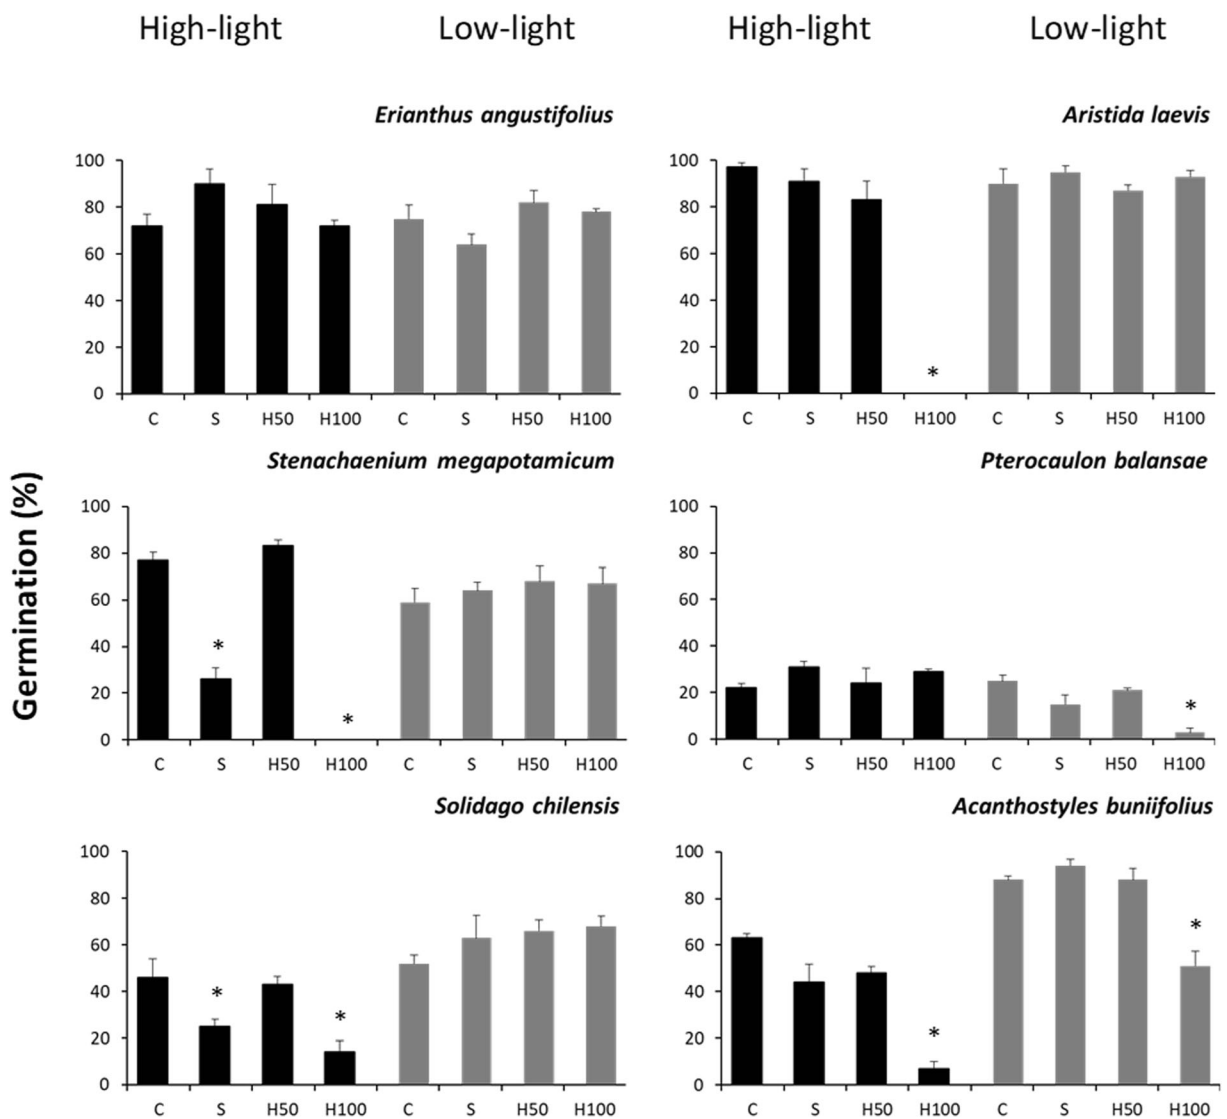 High-light Low-light High-light Low-light
Germination (%)
Erianthus angustifolius
100
80
60
40
20
0
C S H50 H100 C S H50 H100
Aristida laevis
100
80
60
40
20
0
*
C S H50 H100 C S H50 H100
Stenachaenium megapotamicum
100
80
60
40
20
0
* *
C S H50 H100 C S H50 H100
Pterocaulon balansae
100
80
60
40
20
0
*
C S H50 H100 C S H50 H100
Solidago chilensis
100
80
60
40
20
0
* *
C S H50 H100 C S H50 H100
Acanthostyles buniifolius
100
80
60
40
20
0
* *
C S H50 H100 C S H50 H100